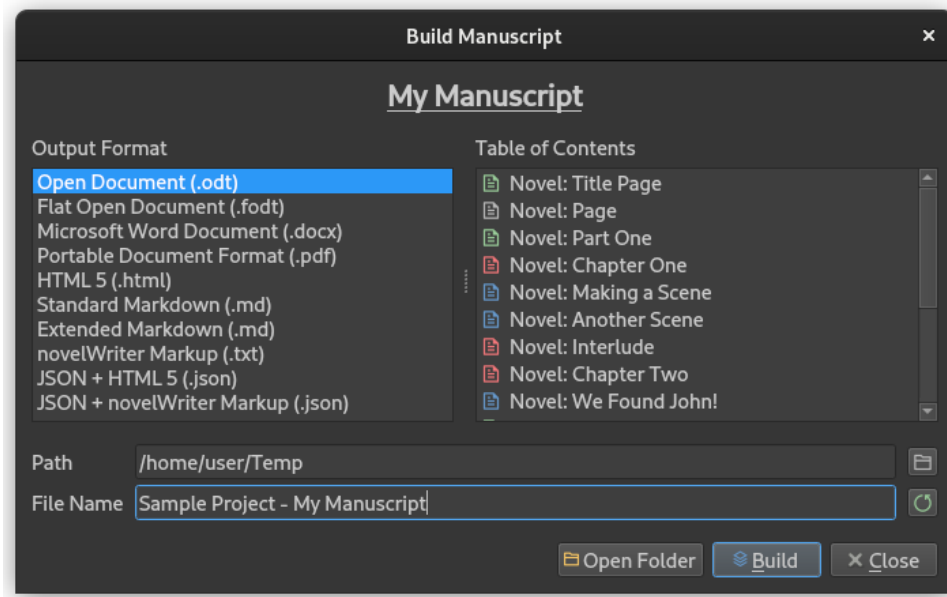 Build Manuscript
My Manuscript
Output Format
Open Document (.odt)
Flat Open Document (.fodt)
Microsoft Word Document (.docx)
Portable Document Format (.pdf)
HTML 5 (.html)
Standard Markdown (.md)
Extended Markdown (.md)
novelWriter Markup (.txt)
JSON + HTML 5 (.json)
JSON + novelWriter Markup (.json)
Table of Contents
Novel: Title Page
Novel: Page
Novel: Part One
Novel: Chapter One
Novel: Making a Scene
Novel: Another Scene
Novel: Interlude
Novel: Chapter Two
Novel: We Found John!
Path /home/user/Temp
File Name Sample Project - My Manuscript
Open Folder Build Close